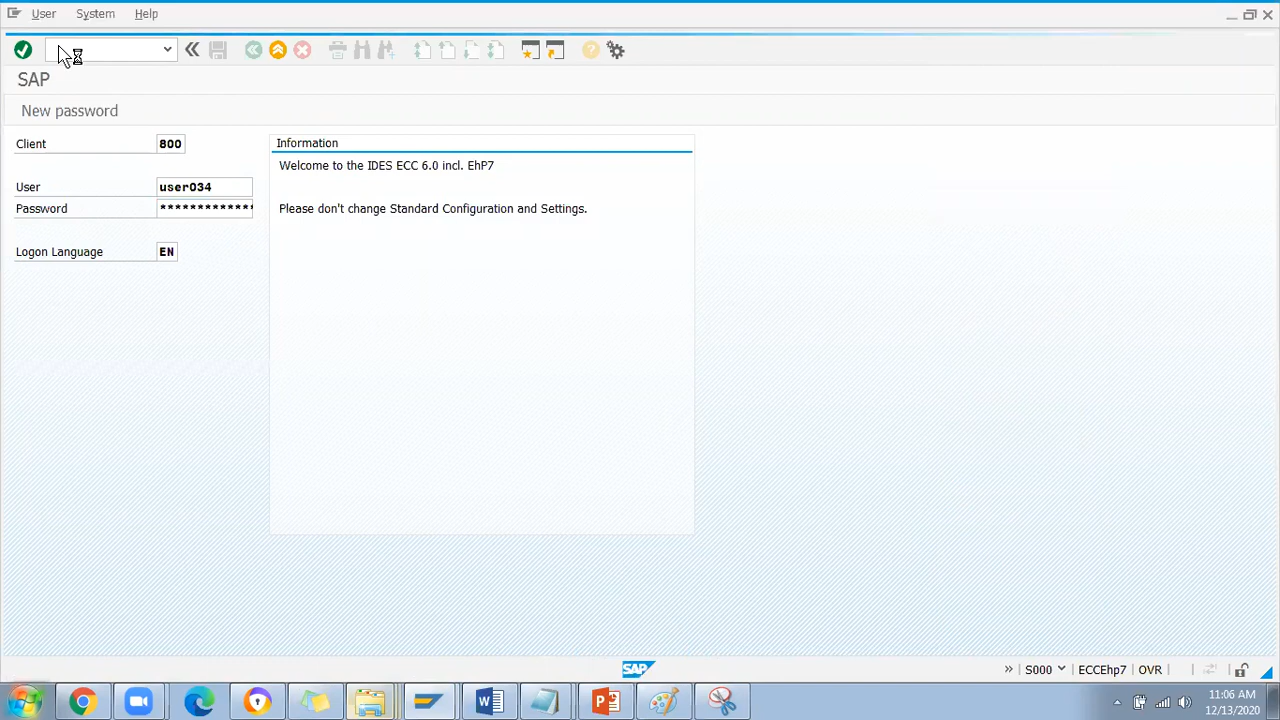 User System Help
SAP
New password
Client 800
User user034
Password *************
Logon Language EN
Information
Welcome to the IDES ECC 6.0 incl. EhP7
Please don't change Standard Configuration and Settings.
SAP
S000 ECCEhp7 OVR
11:06 AM
12/13/2020